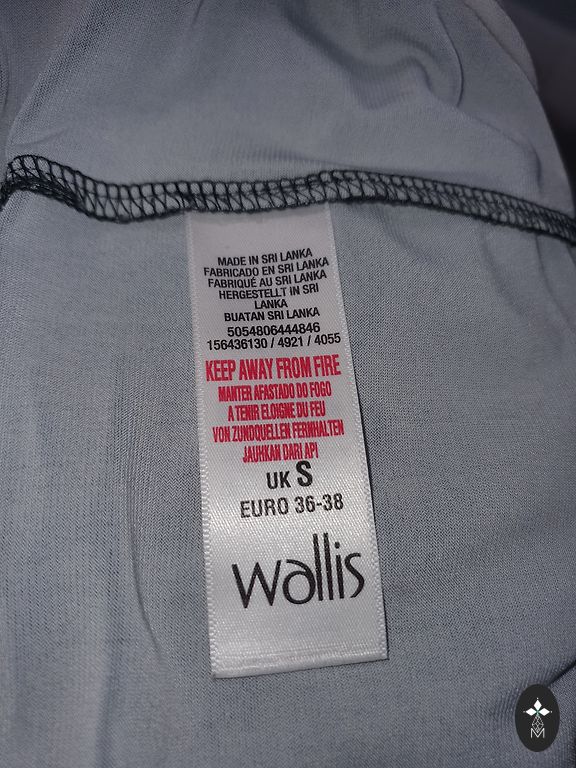 MADE IN SRI LANKA
FABRICADO EN SRI LANKA
FABRIQUÉ AU SRI LANKA
HERGESTELLT IN SRI
LANKA
BUATAN SRI LANKA
5054806444846
156436130 / 4921 / 4055
KEEP AWAY FROM FIRE
MANTER AFASTADO DO FOGO
A TENIR ELOIGNE DU FEU
VON ZUNDQUELLEN FERNHALTEN
JAUHKAN DARI API
UK S
EURO 36-38
wallis
M